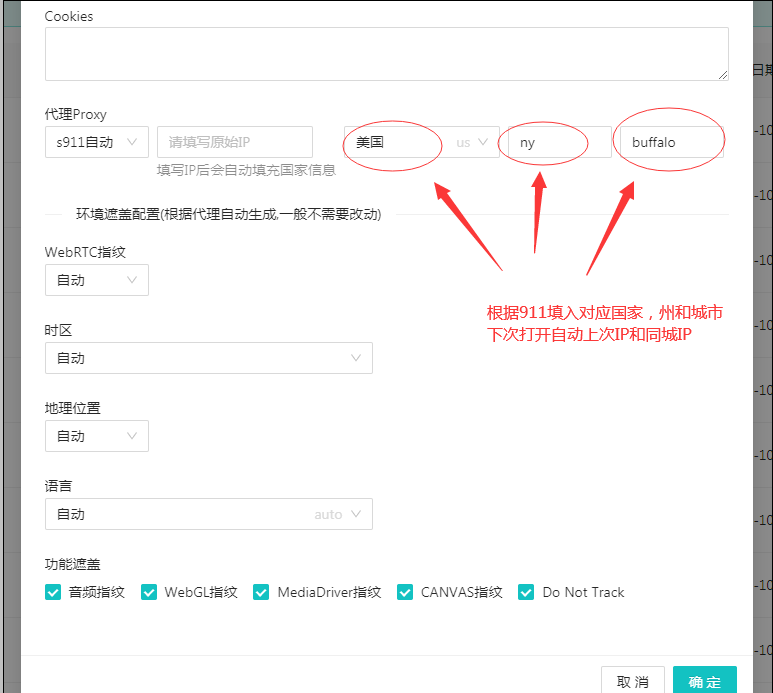 Cookies
日期
代理Proxy
s911自动 请填写原始IP 美国 us ny buffalo
填写IP后会自动填充国家信息
环境遮盖配置(根据代理自动生成,一般不需要改动)
WebRTC指纹
自动
根据911填入对应国家，州和城市
下次打开自动上次IP和同城IP
时区
自动
地理位置
自动
语言
自动 auto
功能遮盖
音频指纹 WebGL指纹 MediaDriver指纹 CANVAS指纹 Do Not Track
取 消 确 定
-10
-10
-10
-10
-10
-10
-10
-10
-10